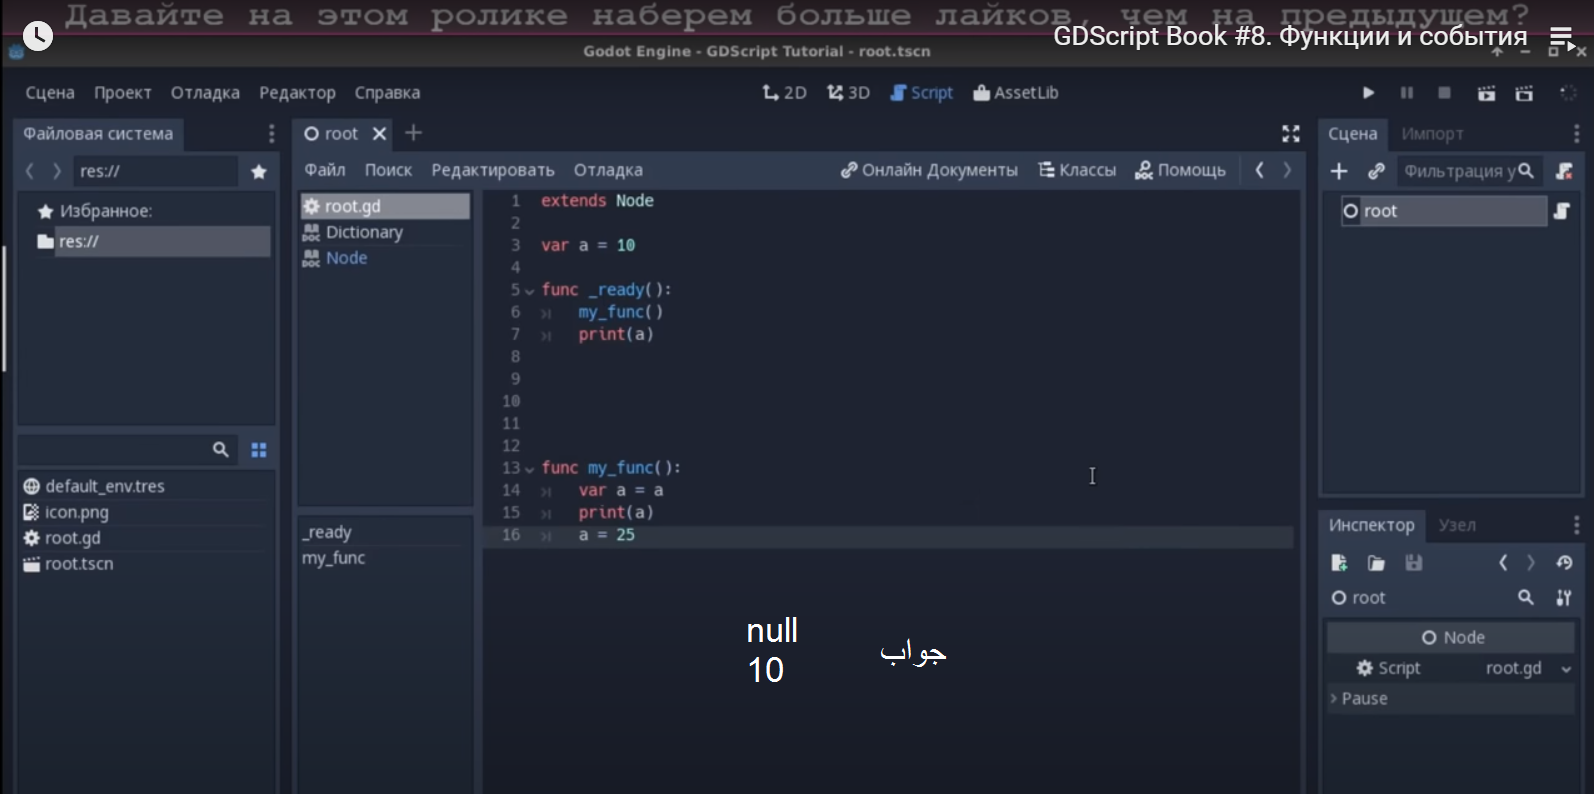 Давайте на этом ролике наберем больше лайков, чем на предыдущем?
GDScript Book #8. Функции и события
Godot Engine - GDScript Tutorial - root.tscn
Сцена Проект Отладка Редактор Справка
2D 3D Script AssetLib
Файловая система
res://
Избранное:
res://
default_env.tres
icon.png
root.gd
root.tscn
root
Файл Поиск Редактировать Отладка
Онлайн Документы Классы Помощь
root.gd
Dictionary
Node
_ready
my_func
1 extends Node
2
3 var a = 10
4
5 func _ready():
6 my_func()
7 print(a)
8
9
10
11
12
13 func my_func():
14 var a = a
15 print(a)
16 a = 25
null
10
جواب
Сцена Импорт
Фильтрация у
root
Инспектор Узел
root
Node
Script root.gd
Pause